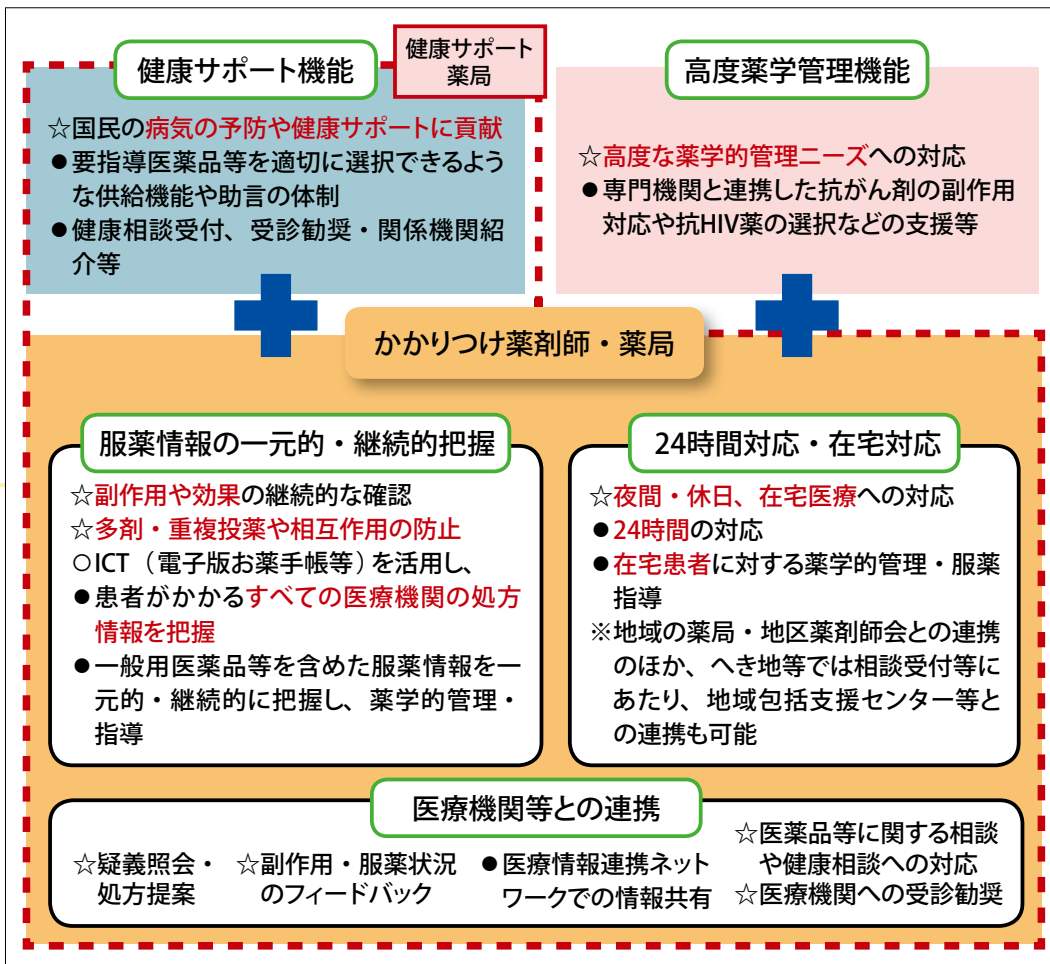 健康サポート機能
健康サポート
薬局
☆国民の病気の予防や健康サポートに貢献
●要指導医薬品等を適切に選択できるよう
な供給機能や助言の体制
●健康相談受付、受診勧奨・関係機関紹
介等
高度薬学管理機能
☆高度な薬学的管理ニーズへの対応
●専門機関と連携した抗がん剤の副作用
対応や抗HIV薬の選択などの支援等
かかりつけ薬剤師・薬局
服薬情報の一元的・継続的把握
☆副作用や効果の継続的な確認
☆多剤・重複投薬や相互作用の防止
○ICT（電子版お薬手帳等）を活用し、
●患者がかかるすべての医療機関の処方
情報を把握
●一般用医薬品等を含めた服薬情報を一
元的・継続的に把握し、薬学的管理・
指導
24時間対応・在宅対応
☆夜間・休日、在宅医療への対応
●24時間の対応
●在宅患者に対する薬学的管理・服薬
指導
※地域の薬局・地区薬剤師会との連携
のほか、へき地等では相談受付等に
あたり、地域包括支援センター等と
の連携も可能
医療機関等との連携
☆疑義照会・
処方提案
☆副作用・服薬状況
のフィードバック
●医療情報連携ネット
ワークでの情報共有
☆医薬品等に関する相談
や健康相談への対応
☆医療機関への受診勧奨